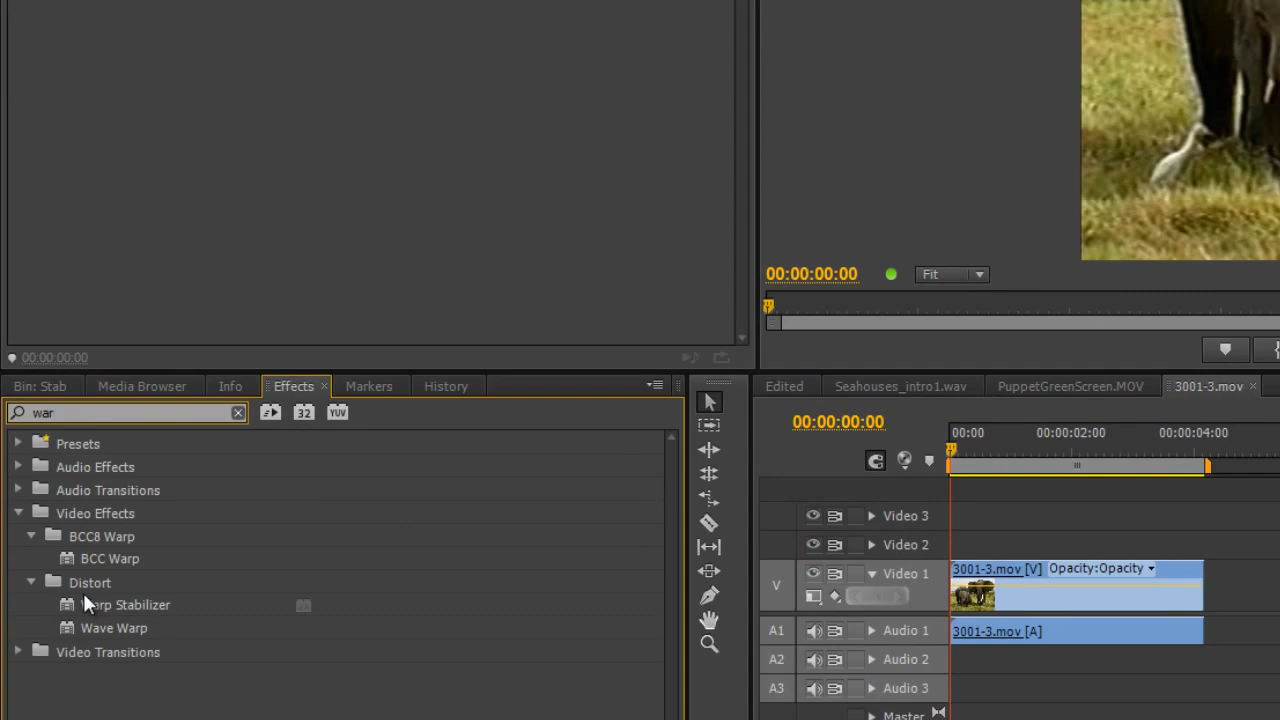 00:00:00:00
Fit
00:00:00:00
Bin: Stab
Media Browser
Info
Effects
Markers
History
Edited
Seahouses_intro1.wav
PuppetGreenScreen.MOV
3001-3.mov
war
32
YUV
00:00:00:00
00:00
00:00:02:00
00:00:04:00
Presets
Audio Effects
Audio Transitions
Video Effects
BCC8 Warp
BCC Warp
Distort
Warp Stabilizer
Wave Warp
Video Transitions
Video 3
Video 2
V
Video 1
3001-3.mov [V] Opacity:Opacity
A1
Audio 1
3001-3.mov [A]
A2
Audio 2
A3
Audio 3
Master